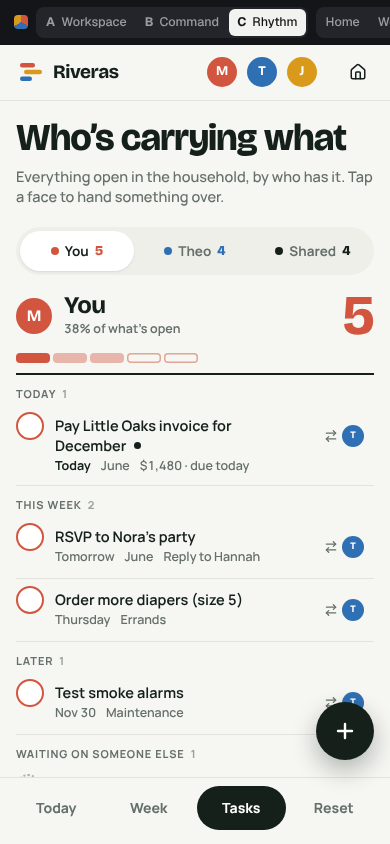 A Workspace B Command C Rhythm Home
Riveras M T J
Who's carrying what
Everything open in the household, by who has it. Tap
a face to hand something over.
You 5 Theo 4 Shared 4
M You 5
38% of what's open
TODAY 1
Pay Little Oaks invoice for
December
Today June $1,480 · due today
T
THIS WEEK 2
RSVP to Nora's party
Tomorrow June Reply to Hannah
T
Order more diapers (size 5)
Thursday Errands
T
LATER 1
Test smoke alarms
Nov 30 Maintenance
T
WAITING ON SOMEONE ELSE 1
Today Week Tasks Reset